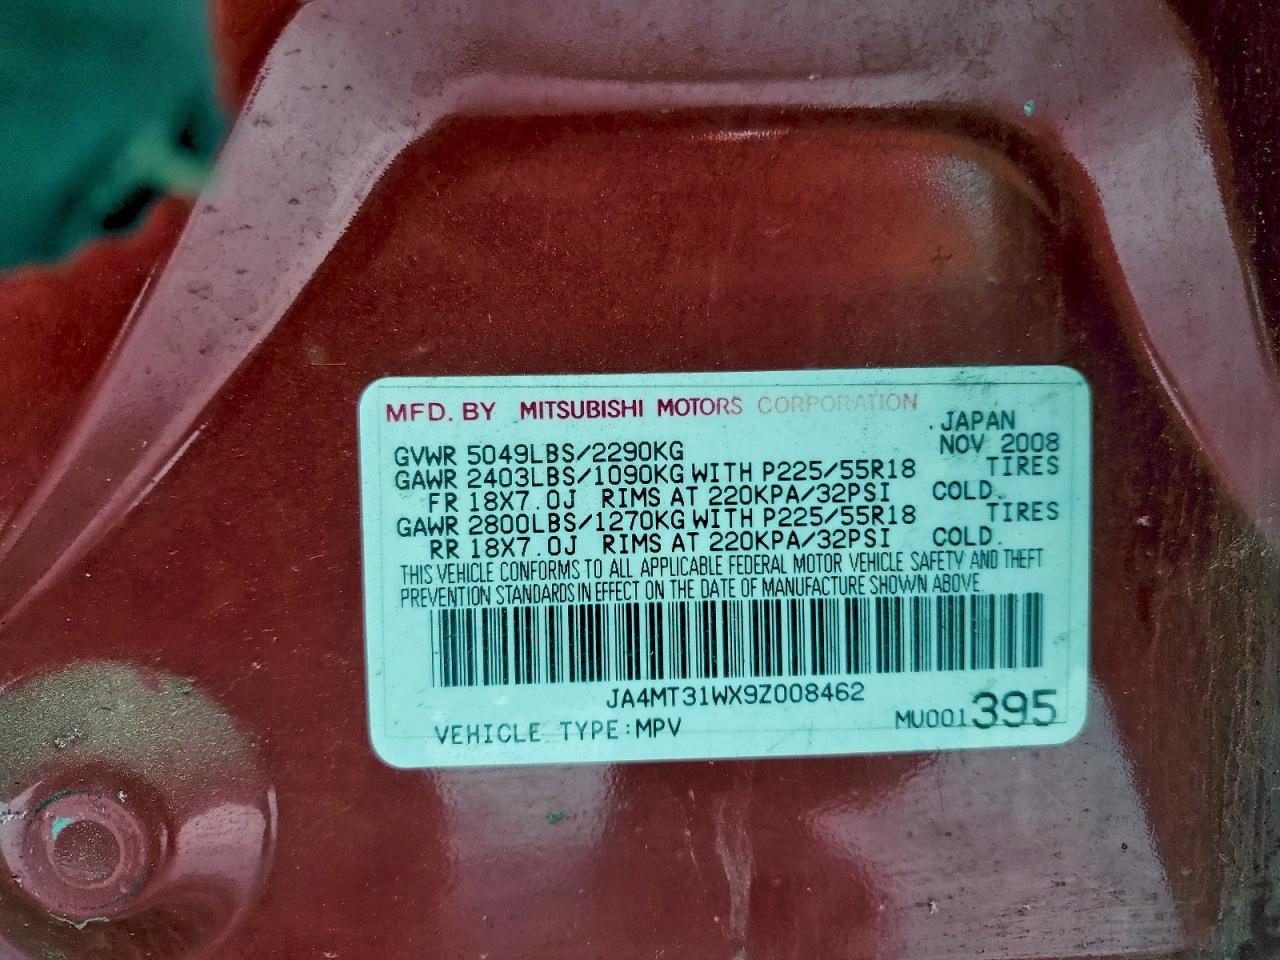 MFD. BY MITSUBISHI MOTORS CORPORATION
JAPAN
GVWR 5049LBS/2290KG NOV 2008
GAWR 2403LBS/1090KG WITH P225/55R18 TIRES
FR 18X7.0J RIMS AT 220KPA/32PSI COLD.
GAWR 2800LBS/1270KG WITH P225/55R18 TIRES
RR 18X7.0J RIMS AT 220KPA/32PSI COLD.
THIS VEHICLE CONFORMS TO ALL APPLICABLE FEDERAL MOTOR VEHICLE SAFETY AND THEFT
PREVENTION STANDARDS IN EFFECT ON THE DATE OF MANUFACTURE SHOWN ABOVE.
JA4MT31WX9Z008462
VEHICLE TYPE:MPV MU001395